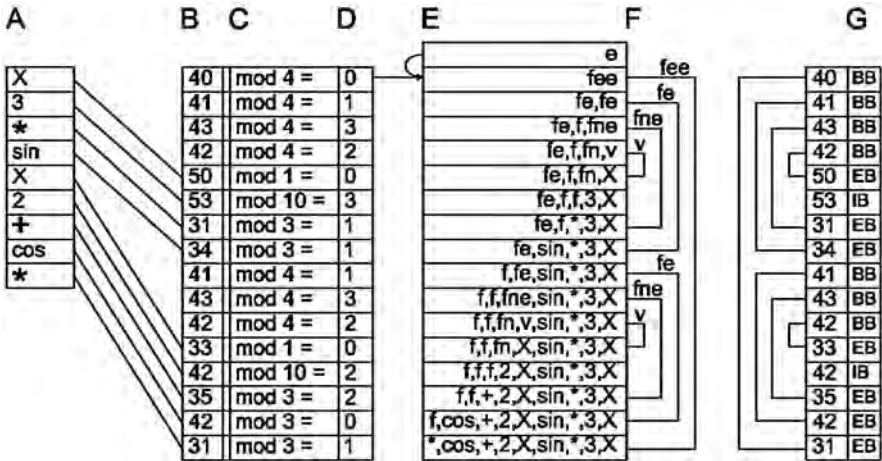 A B C D E F G
e
X 40 mod 4 = 0 fee fee 40 BB
3 41 mod 4 = 1 fe,fe fe 41 BB
* 43 mod 4 = 3 fe,f,fne fne 43 BB
sin 42 mod 4 = 2 fe,f,fn,v v 42 BB
X 50 mod 1 = 0 fe,f,fn,X 50 EB
2 53 mod 10 = 3 fe,f,f,3,X 53 IB
+ 31 mod 3 = 1 fe,f,*,3,X 31 EB
cos 34 mod 3 = 1 fe,sin,*,3,X 34 EB
* 41 mod 4 = 1 f,fe,sin,*,3,X fe 41 BB
43 mod 4 = 3 f,f,fne,sin,*,3,X fne 43 BB
42 mod 4 = 2 f,f,fn,v,sin,*,3,X v 42 BB
33 mod 1 = 0 f,f,fn,X,sin,*,3,X 33 EB
42 mod 10 = 2 f,f,f,2,X,sin,*,3,X 42 IB
35 mod 3 = 2 f,f,+,2,X,sin,*,3,X 35 EB
42 mod 3 = 0 f,cos,+,2,X,sin,*,3,X 42 EB
31 mod 3 = 1 *,cos,+,2,X,sin,*,3,X 31 EB